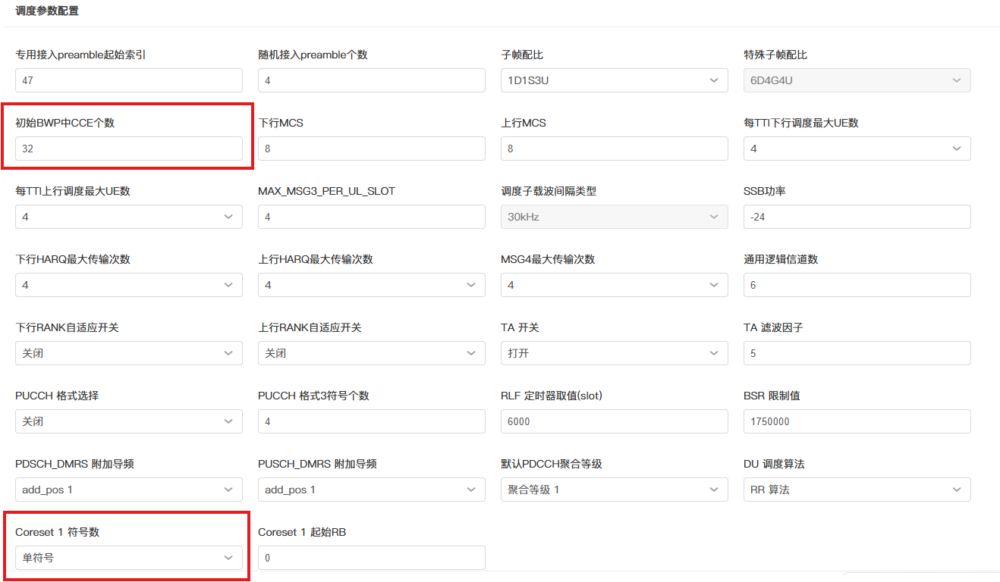 调度参数配置
专用接入preamble起始索引 随机接入preamble个数 子帧配比 特殊子帧配比
47 4 1D1S3U 6D4G4U
初始BWP中CCE个数 下行MCS 上行MCS 每TTI下行调度最大UE数
32 8 8 4
每TTI上行调度最大UE数 MAX_MSG3_PER_UL_SLOT 调度子载波间隔类型 SSB功率
4 4 30kHz -24
下行HARQ最大传输次数 上行HARQ最大传输次数 MSG4最大传输次数 通用逻辑信道数
4 4 4 6
下行RANK自适应开关 上行RANK自适应开关 TA 开关 TA 滤波因子
关闭 关闭 打开 5
PUCCH 格式选择 PUCCH 格式3符号个数 RLF 定时器取值(slot) BSR 限制值
关闭 4 6000 1750000
PDSCH_DMRS 附加导频 PUSCH_DMRS 附加导频 默认PDCCH聚合等级 DU 调度算法
add_pos 1 add_pos 1 聚合等级 1 RR 算法
Coreset 1 符号数 Coreset 1 起始RB
单符号 0